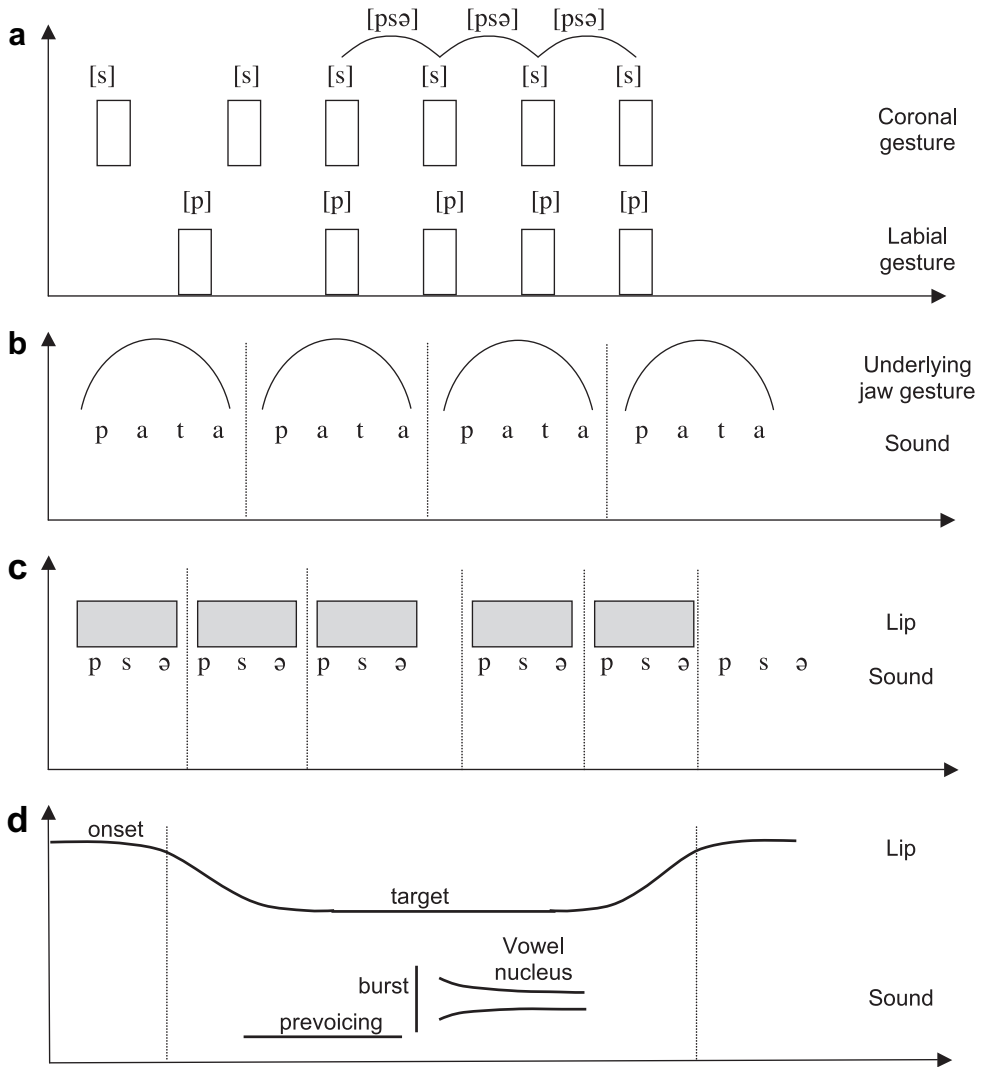 a
[psə] [psə] [psə]
[s] [s] [s] [s] [s] [s]
Coronal
gesture
[p] [p] [p] [p] [p]
Labial
gesture
b
Underlying
jaw gesture
p a t a p a t a p a t a p a t a
Sound
c
Lip
p s ə p s ə p s ə p s ə p s ə p s ə
Sound
d
onset
Lip
target
Vowel
nucleus
burst
Sound
prevoicing